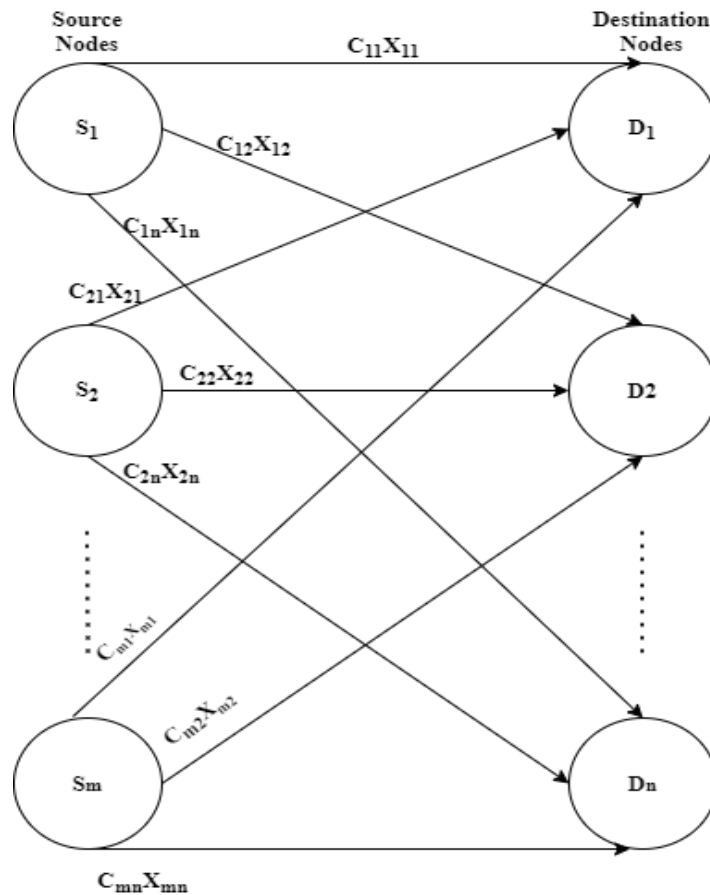 Source
Nodes
Destination
Nodes
C₁₁X₁₁
S₁
D₁
C₁₂X₁₂
C₁ₙX₁ₙ
C₂₁X₂₁
S₂
C₂₂X₂₂
D2
C₂ₙX₂ₙ
Cₘ₁Xₘ₁
Cₘ₂Xₘ₂
Sₘ
Dₙ
CₘₙXₘₙ